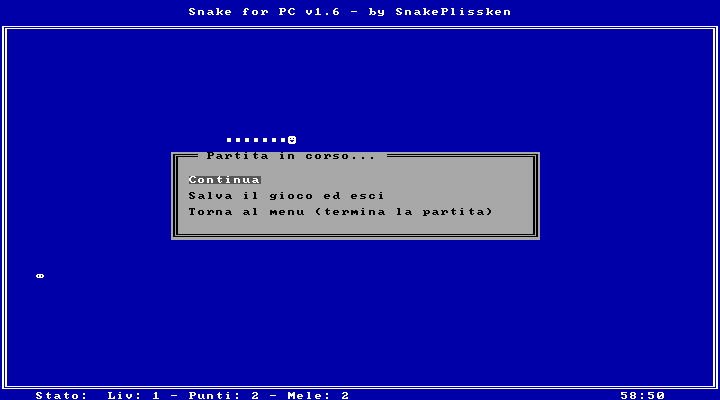 Snake for PC v1.6 - by SnakePlissken
Partita in corso...
Continua
Salva il gioco ed esci
Torna al menu (termina la partita)
Stato:  Liv: 1 - Punti: 2 - Mele: 2
58:50